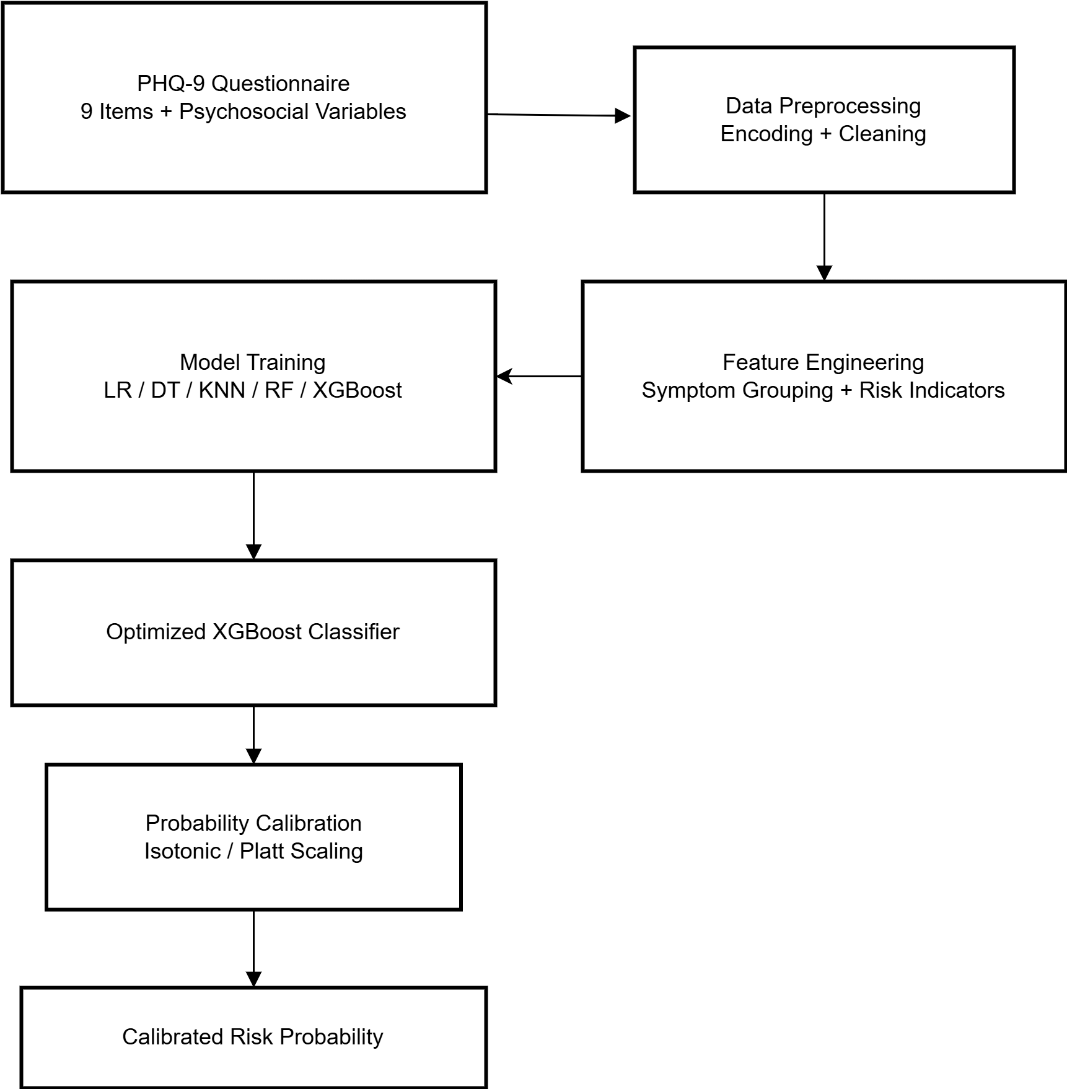 PHQ-9 Questionnaire
9 Items + Psychosocial Variables
Data Preprocessing
Encoding + Cleaning
Feature Engineering
Symptom Grouping + Risk Indicators
Model Training
LR / DT / KNN / RF / XGBoost
Optimized XGBoost Classifier
Probability Calibration
Isotonic / Platt Scaling
Calibrated Risk Probability